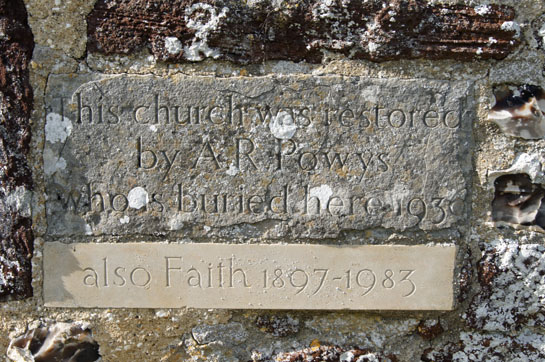 This church was restored
by A.R. Powys
who is buried here 1936
also Faith 1897-1983